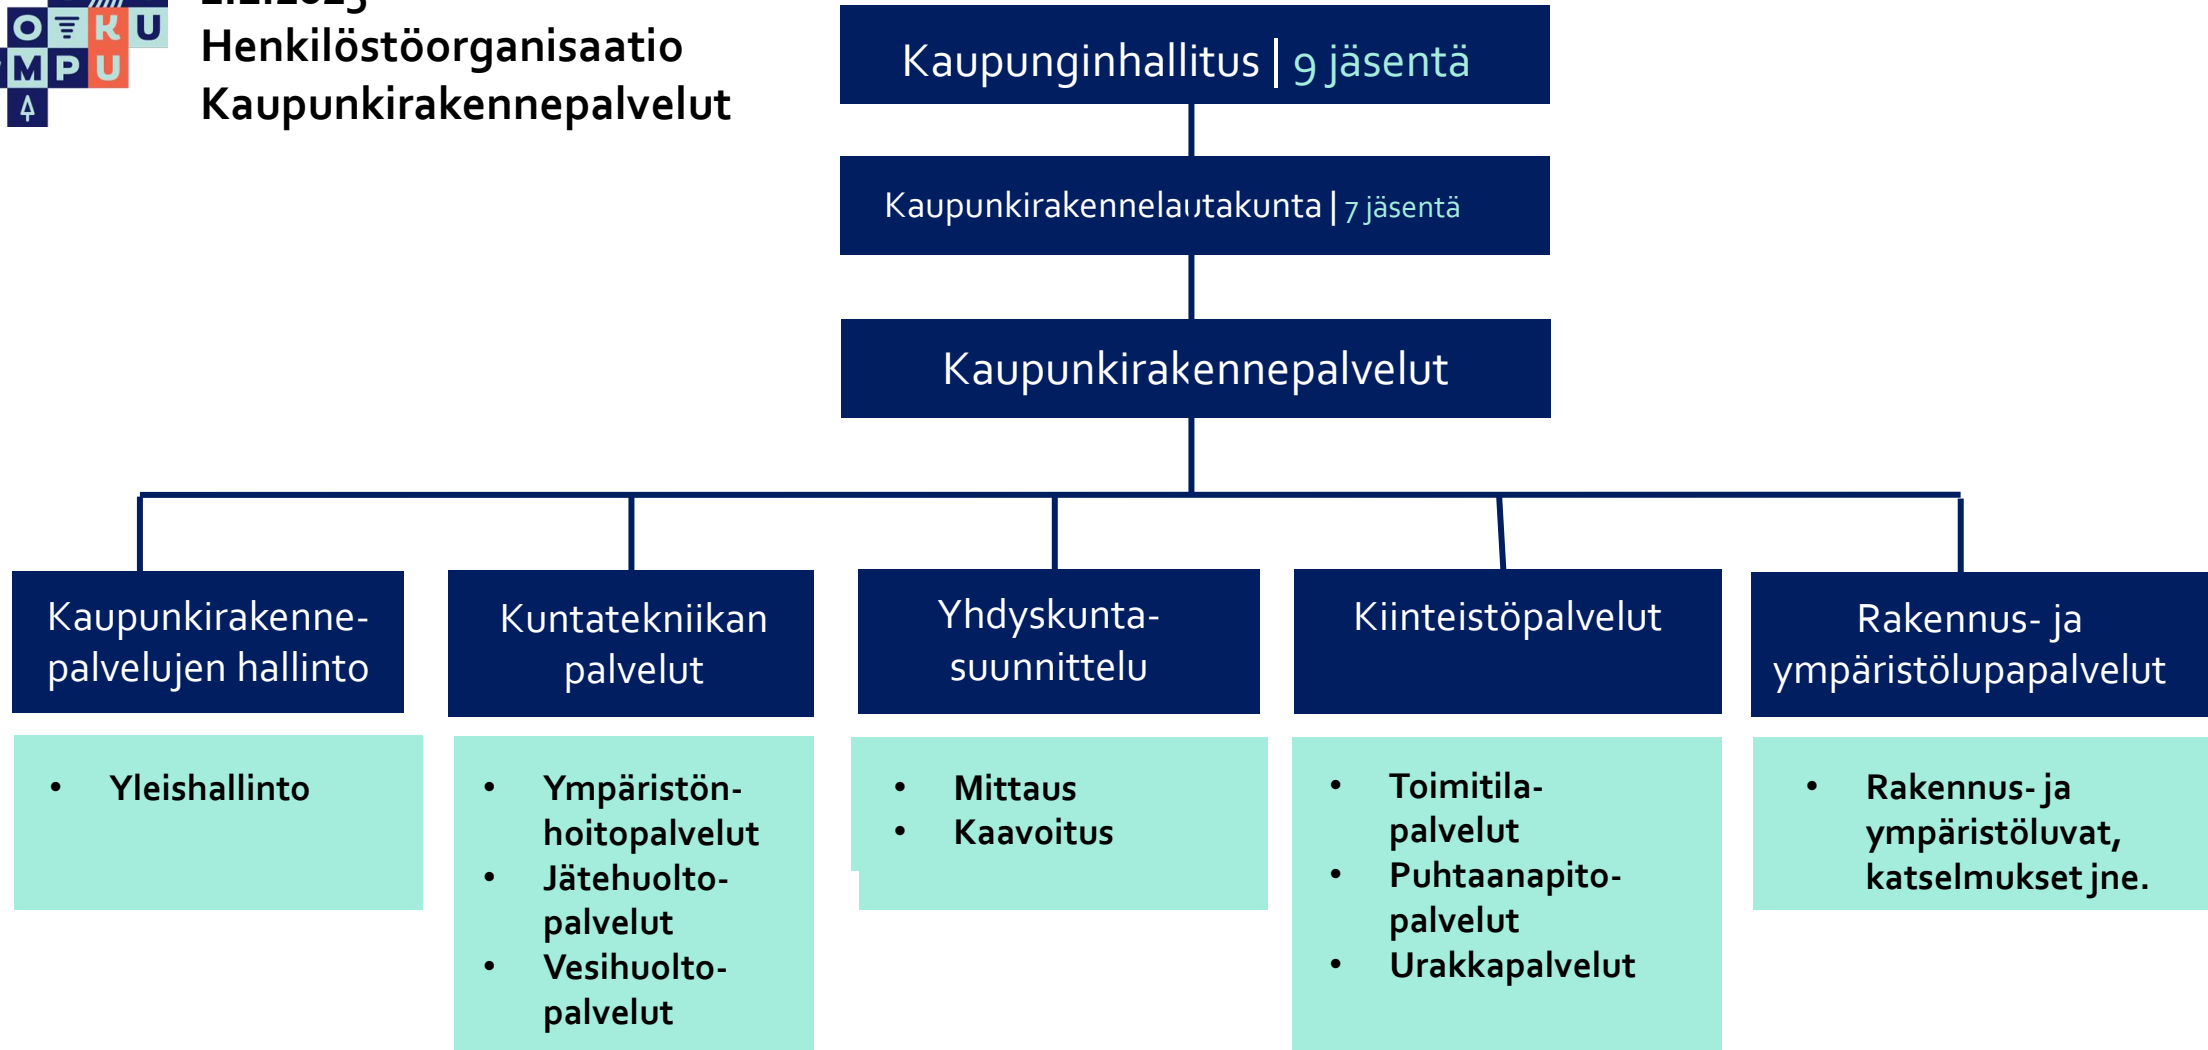 O K U
M P U
Henkilöstöorganisaatio
Kaupunkirakennepalvelut
Kaupunginhallitus | 9 jäsentä
Kaupunkirakennelautakunta | 7 jäsentä
Kaupunkirakennepalvelut
Kaupunkirakenne-
palvelujen hallinto
• Yleishallinto
Kuntatekniikan
palvelut
• Ympäristön-
hoitopalvelut
• Jätehuolto-
palvelut
• Vesihuolto-
palvelut
Yhdyskunta-
suunnittelu
• Mittaus
• Kaavoitus
Kiinteistöpalvelut
• Toimitila-
palvelut
• Puhtaanapito-
palvelut
• Urakkapalvelut
Rakennus- ja
ympäristölupapalvelut
• Rakennus- ja
ympäristöluvat,
katselmukset jne.